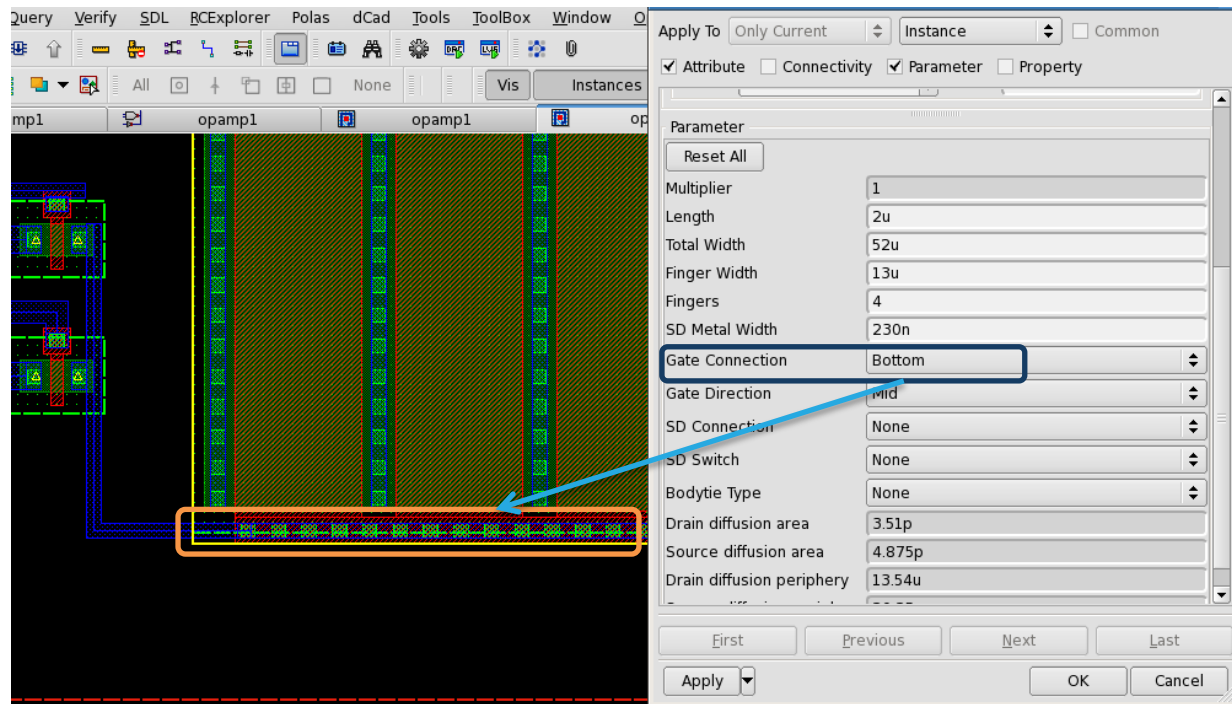 Query Verify SDL RCExplorer Polas dCad Tools ToolBox Window O
DRC LVS
All None Vis Instances
mp1 opamp1 opamp1 op
Apply To Only Current Instance Common
Attribute Connectivity Parameter Property
Parameter
Reset All
Multiplier 1
Length 2u
Total Width 52u
Finger Width 13u
Fingers 4
SD Metal Width 230n
Gate Connection Bottom
Gate Direction Mid
SD Connection None
SD Switch None
Bodytie Type None
Drain diffusion area 3.51p
Source diffusion area 4.875p
Drain diffusion periphery 13.54u
First Previous Next Last
Apply OK Cancel